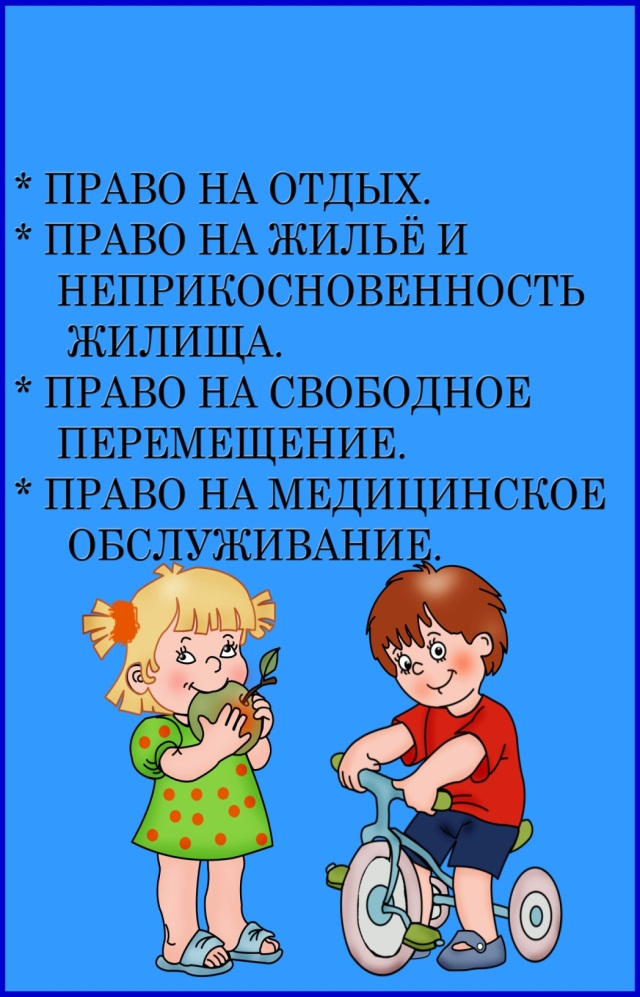 * ПРАВО НА ОТДЫХ.
* ПРАВО НА ЖИЛЬЁ И
НЕПРИКОСНОВЕННОСТЬ
ЖИЛИЩА.
* ПРАВО НА СВОБОДНОЕ
ПЕРЕМЕЩЕНИЕ.
* ПРАВО НА МЕДИЦИНСКОЕ
ОБСЛУЖИВАНИЕ.